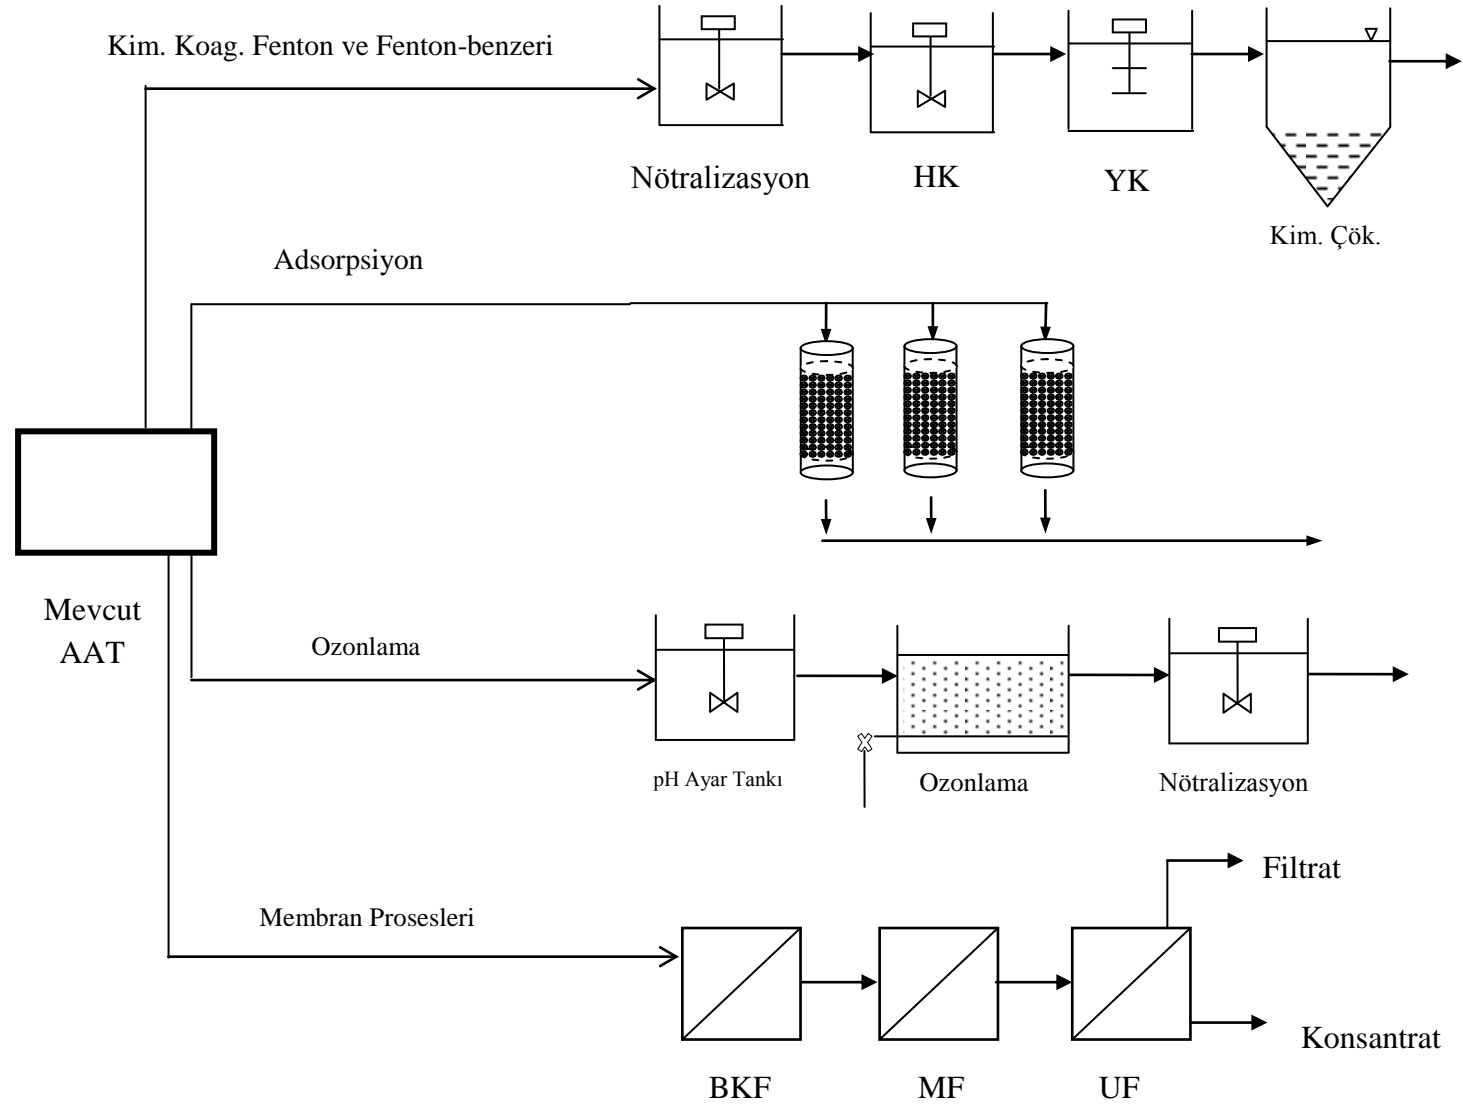 Kim. Koag. Fenton ve Fenton-benzeri
Nötralizasyon
HK
YK
Kim. Çök.
Adsorpsiyon
Mevcut
AAT
Ozonlama
pH Ayar Tankı
Ozonlama
Nötralizasyon
Filtrat
Membran Prosesleri
Konsantrat
BKF
MF
UF